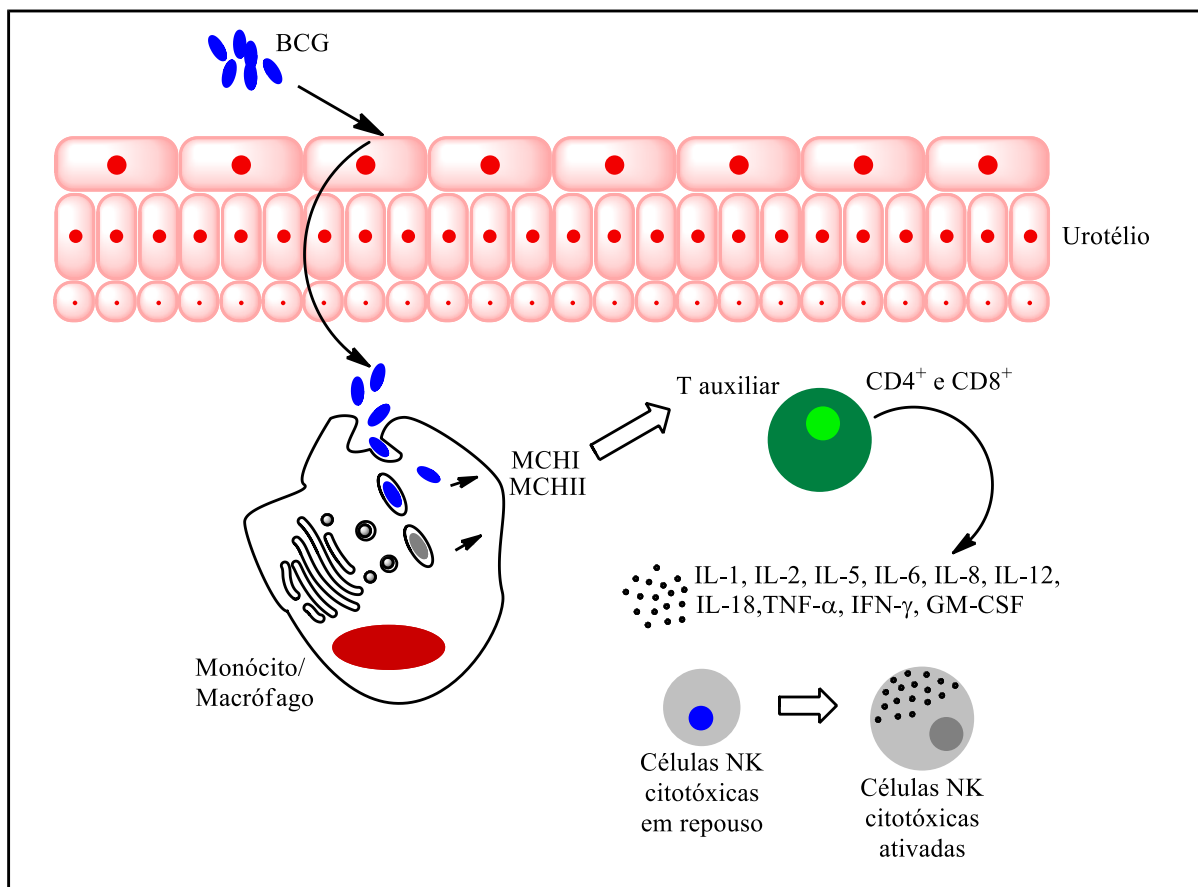 BCG
Urotélio
T auxiliar
CD4⁺ e CD8⁺
MCHI
MCHII
IL-1, IL-2, IL-5, IL-6, IL-8, IL-12,
IL-18,TNF-α, IFN-γ, GM-CSF
Monócito/
Macrófago
Células NK
citotóxicas
em repouso
Células NK
citotóxicas
ativadas